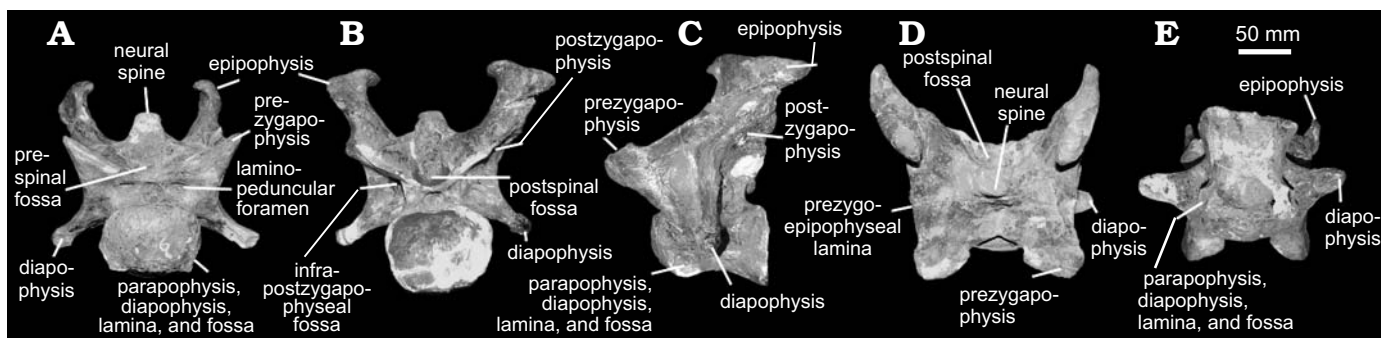 A
neural
spine
epipophysis
pre-
zygapo-
physis
pre-
spinal
fossa
lamino-
peduncular
foramen
diapo-
physis
parapophysis,
diapophysis,
lamina, and fossa
B
postzygapo-
physis
postspinal
fossa
infra-
postzygapo-
physeal
fossa
diapophysis
C
epipophysis
prezygapo-
physis
post-
zygapo-
physis
parapophysis,
diapophysis,
lamina, and fossa
diapophysis
D
postspinal
fossa
neural
spine
prezygo-
epipophyseal
lamina
diapo-
physis
prezygapo-
physis
E
50 mm
epipophysis
diapo-
physis
parapophysis,
diapophysis,
lamina, and fossa